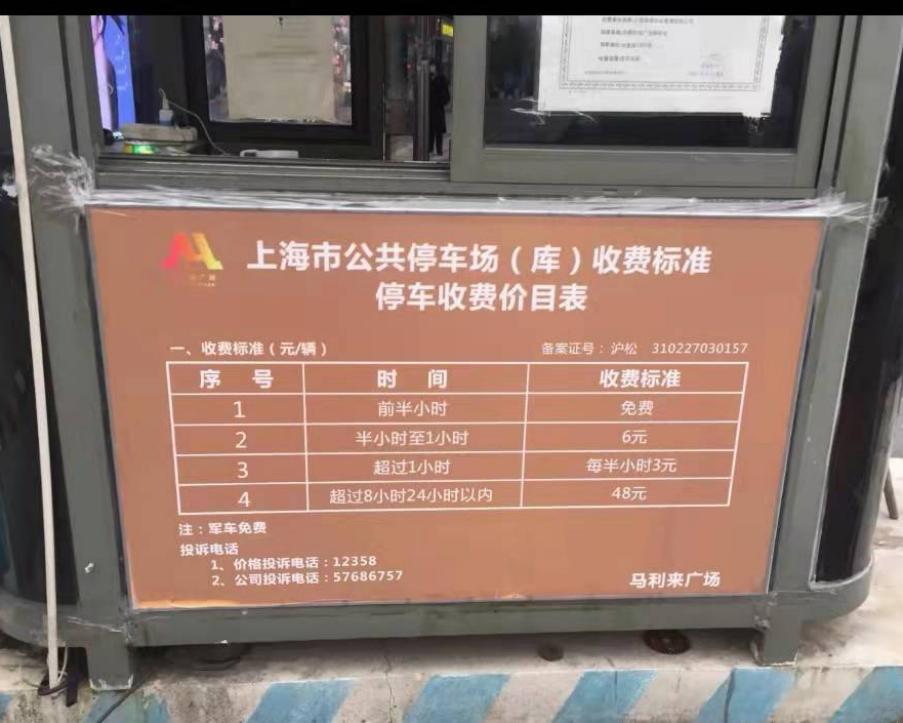 上海市公共停车场（库）收费标准
停车收费价目表
一、收费标准（元/辆）
备案证号：沪松 310227030157
序 号 时 间 收费标准
1 前半小时 免费
2 半小时至1小时 6元
3 超过1小时 每半小时3元
4 超过8小时24小时以内 48元
注：军车免费
投诉电话
1、价格投诉电话：12358
2、公司投诉电话：57686757
马利来广场